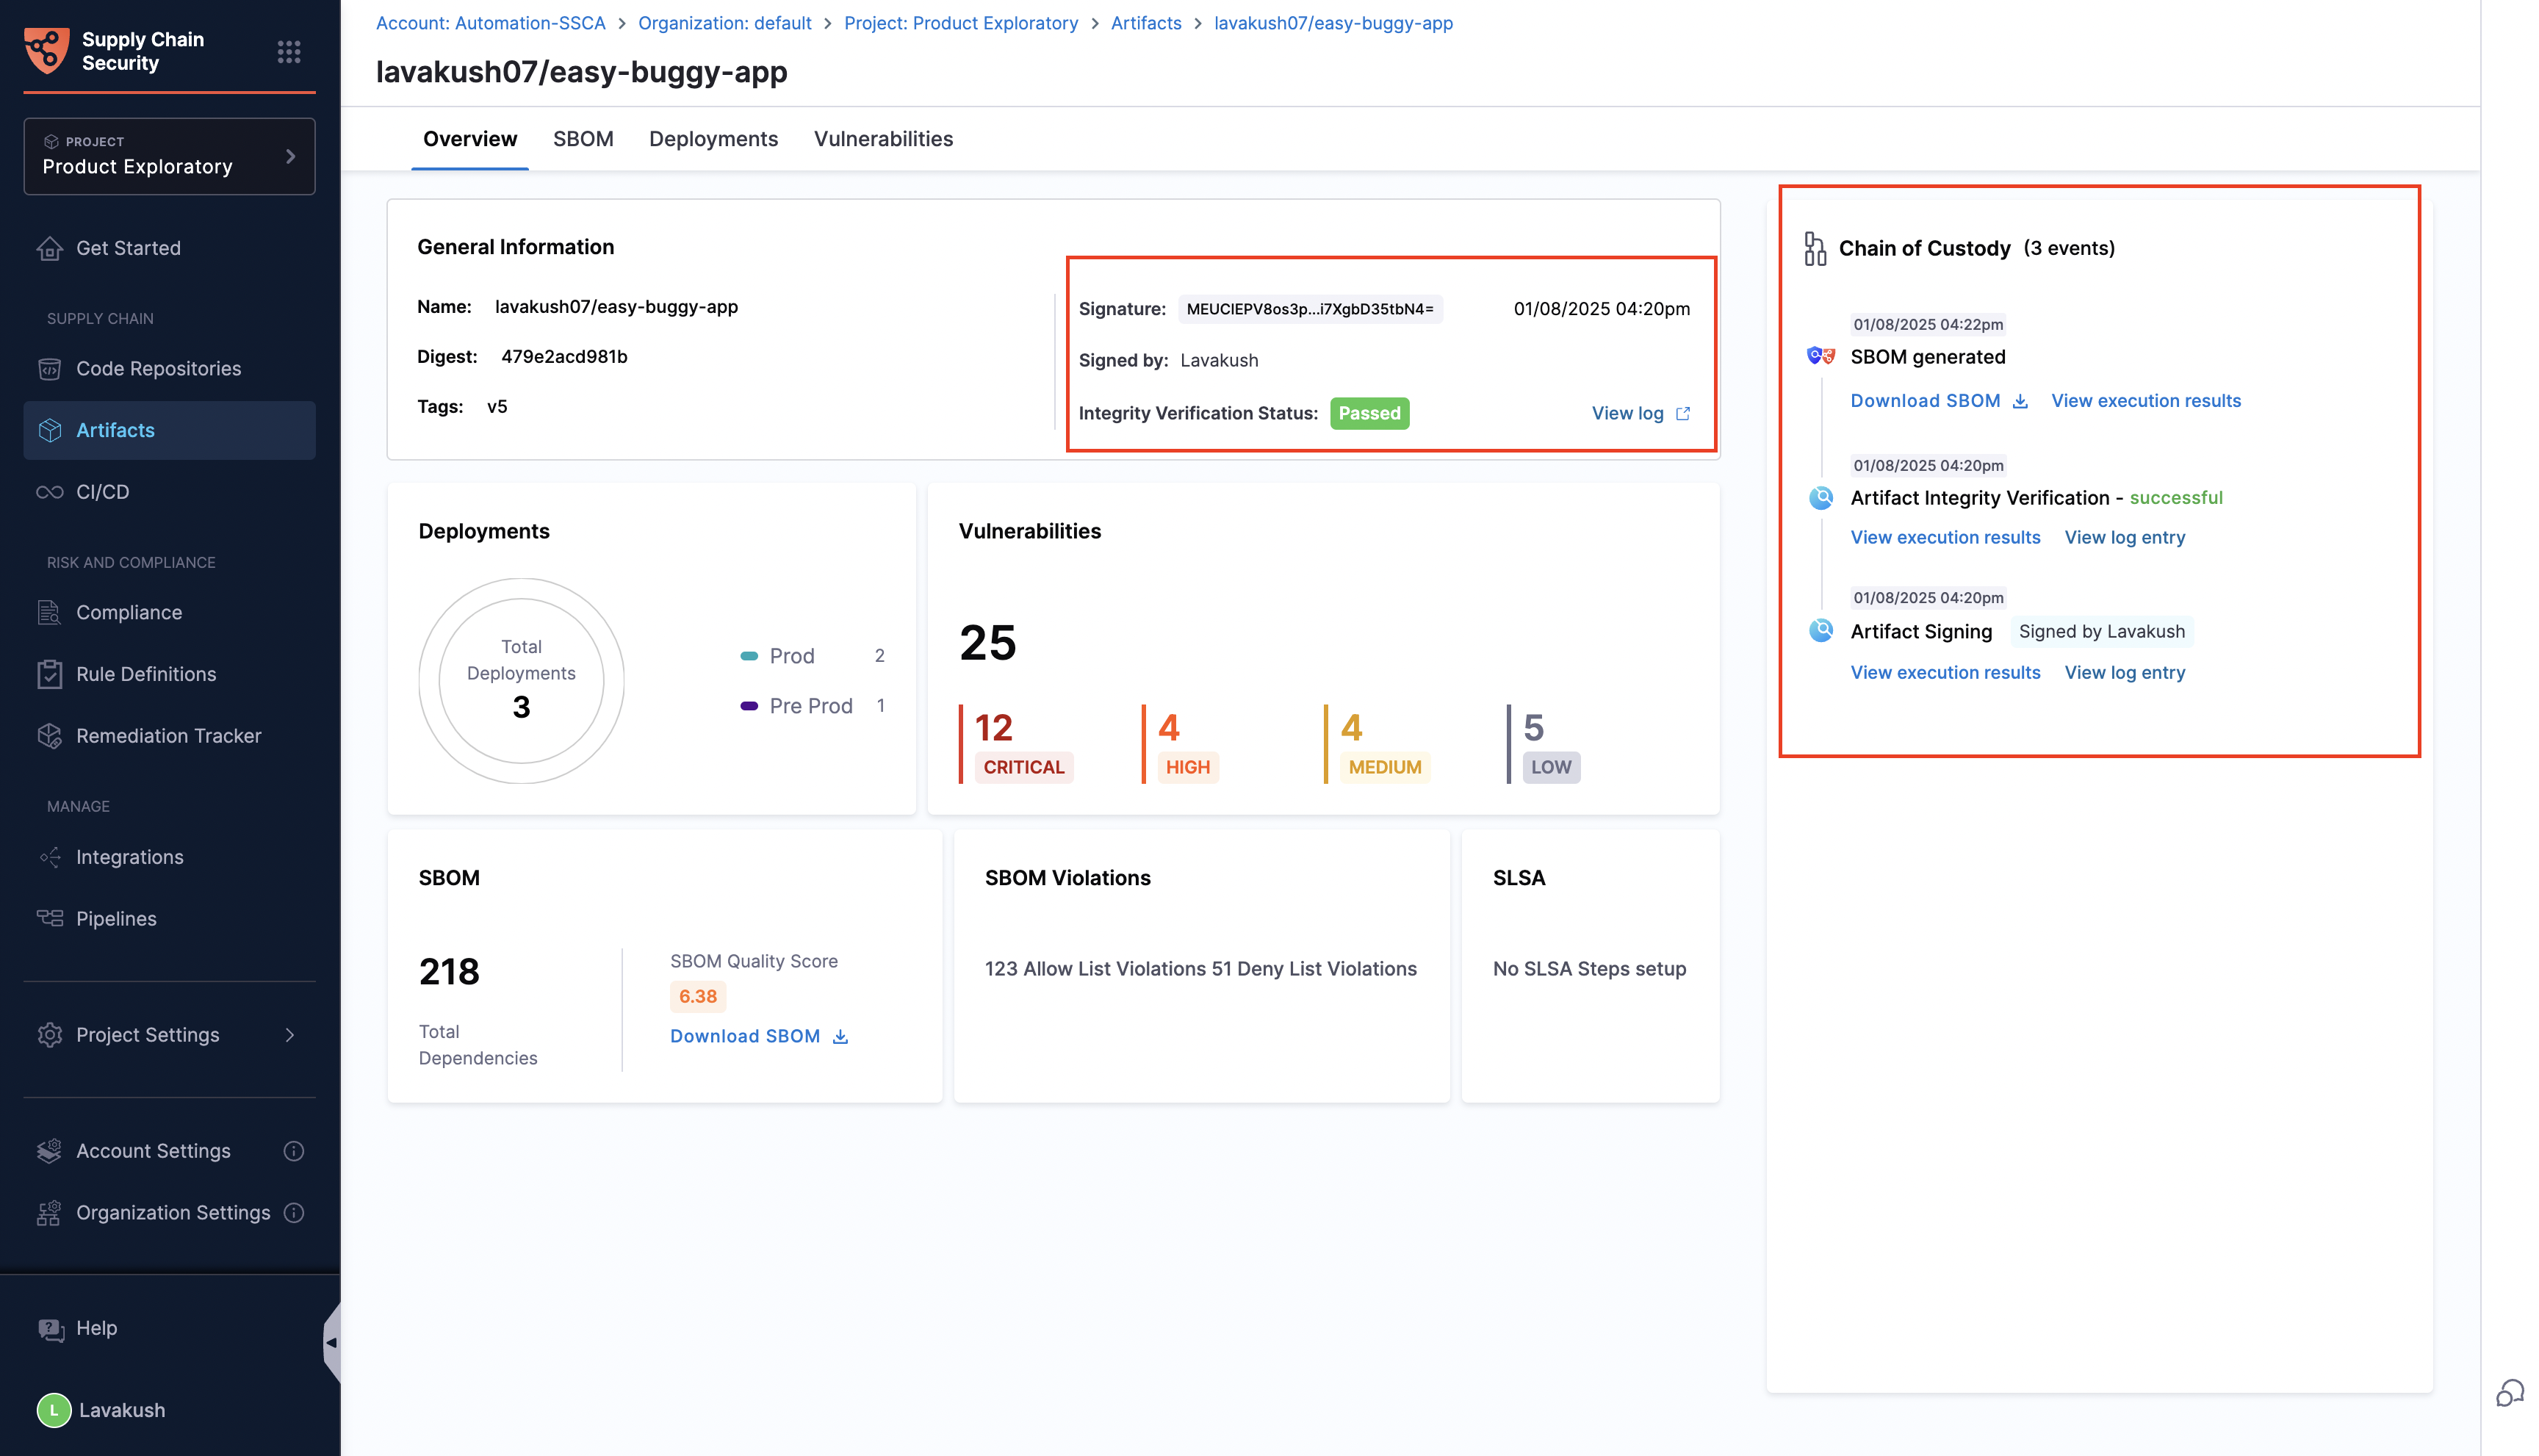 Supply Chain
Security
PROJECT
Product Exploratory
Get Started
SUPPLY CHAIN
Code Repositories
Artifacts
CI/CD
RISK AND COMPLIANCE
Compliance
Rule Definitions
Remediation Tracker
MANAGE
Integrations
Pipelines
Project Settings
Account Settings
Organization Settings
Help
L Lavakush
Account: Automation-SSCA > Organization: default > Project: Product Exploratory > Artifacts > lavakush07/easy-buggy-app
lavakush07/easy-buggy-app
Overview SBOM Deployments Vulnerabilities
General Information
Name: lavakush07/easy-buggy-app
Digest: 479e2acd981b
Tags: v5
Signature: MEUCIEPV8os3p...i7XgbD35tbN4= 01/08/2025 04:20pm
Signed by: Lavakush
Integrity Verification Status: Passed View log
Deployments
Total
Deployments
3
Prod 2
Pre Prod 1
Vulnerabilities
25
12 CRITICAL
4 HIGH
4 MEDIUM
5 LOW
SBOM
218
Total
Dependencies
SBOM Quality Score
6.38
Download SBOM
SBOM Violations
123 Allow List Violations 51 Deny List Violations
SLSA
No SLSA Steps setup
Chain of Custody (3 events)
01/08/2025 04:22pm
SBOM generated
Download SBOM View execution results
01/08/2025 04:20pm
Artifact Integrity Verification - successful
View execution results View log entry
01/08/2025 04:20pm
Artifact Signing Signed by Lavakush
View execution results View log entry